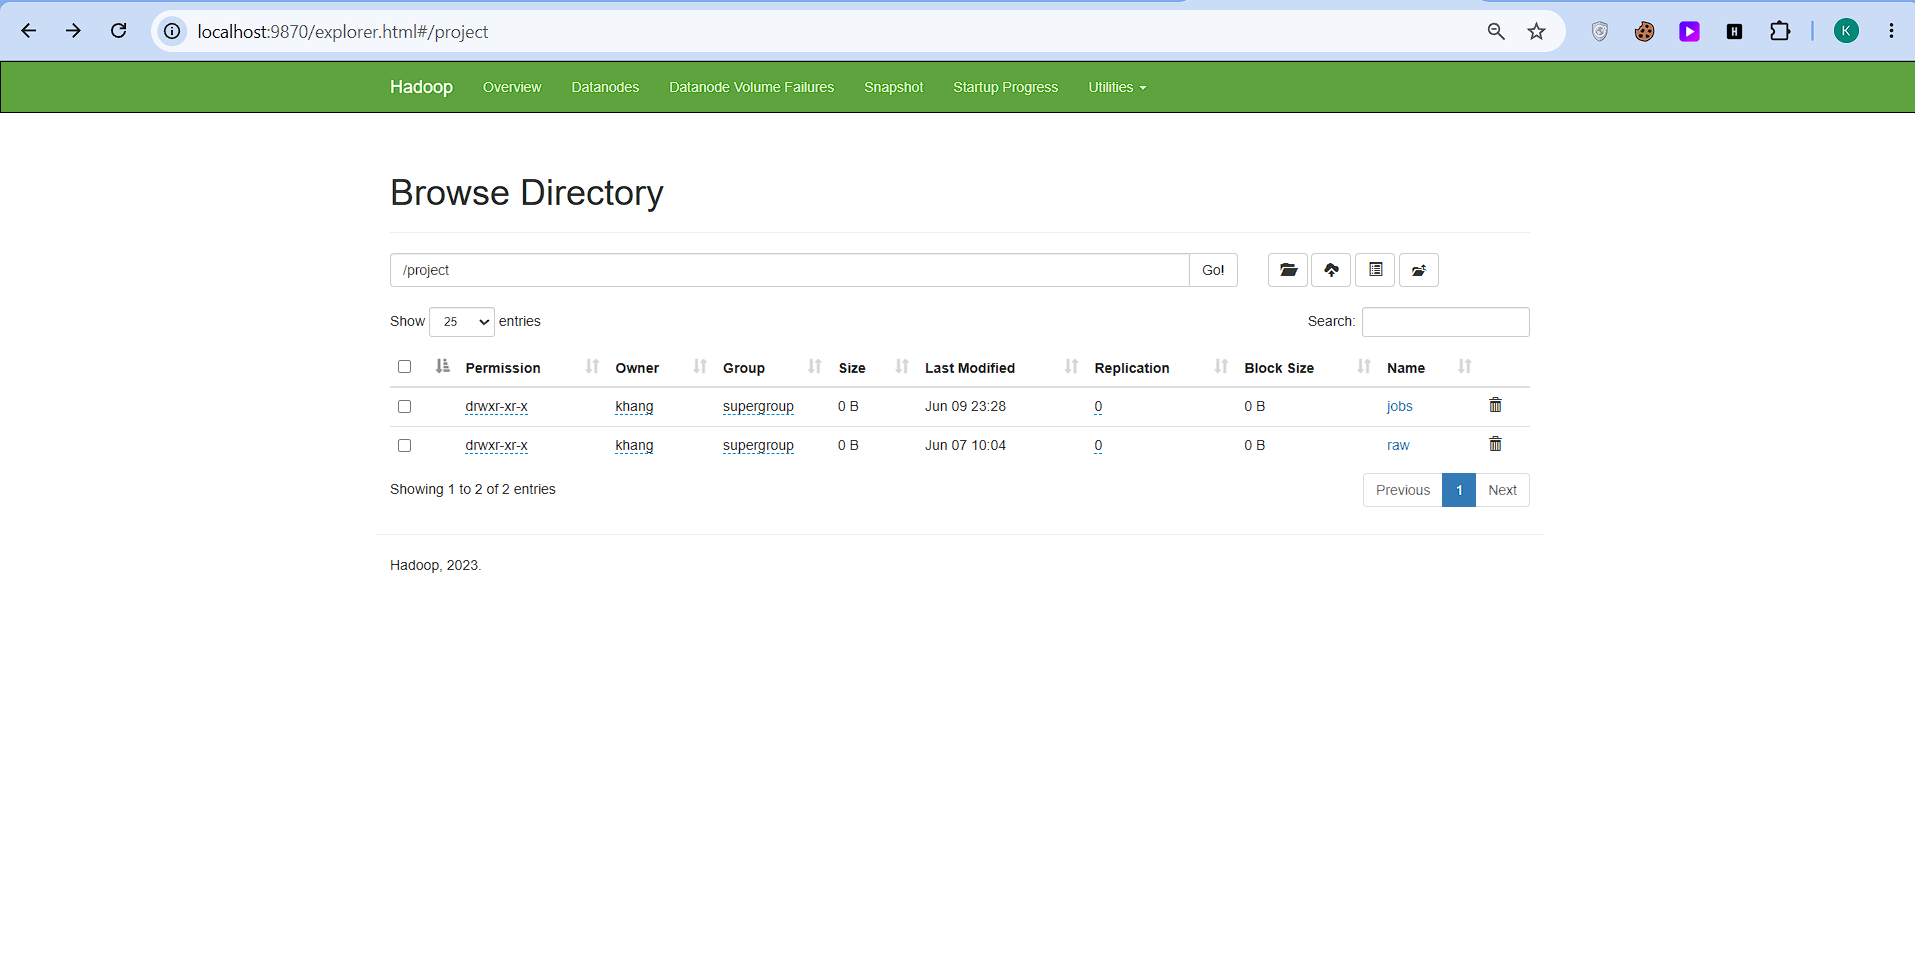 localhost:9870/explorer.html#/project
K
Hadoop Overview Datanodes Datanode Volume Failures Snapshot Startup Progress Utilities
Browse Directory
/project Go!
Show 25 entries Search:
Permission Owner Group Size Last Modified Replication Block Size Name
drwxr-xr-x khang supergroup 0 B Jun 09 23:28 0 0 B jobs
drwxr-xr-x khang supergroup 0 B Jun 07 10:04 0 0 B raw
Showing 1 to 2 of 2 entries Previous 1 Next
Hadoop, 2023.